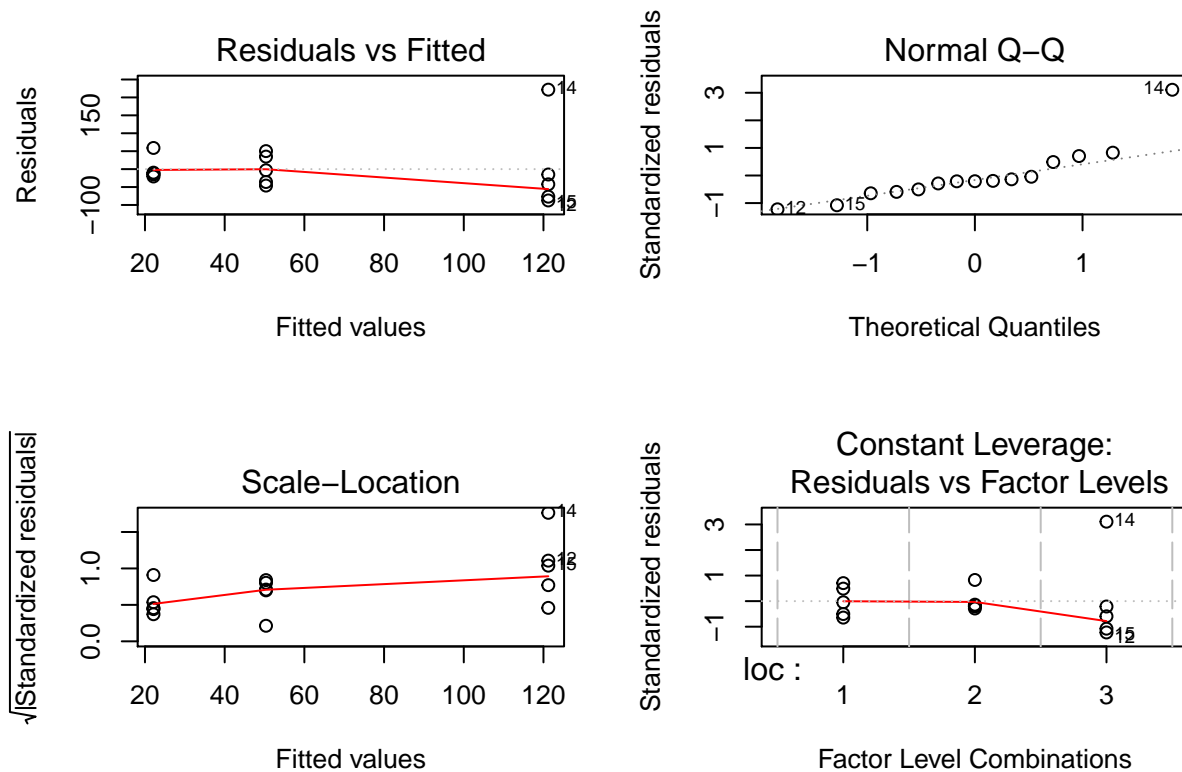 Residuals vs Fitted
Residuals
150
−100
14
15
12
20 40 60 80 100 120
Fitted values
Normal Q−Q
Standardized residuals
3
1
−1
14
12
15
−1 0 1
Theoretical Quantiles
Scale−Location
√|Standardized residuals|
1.0
0.0
14
12
15
20 40 60 80 100 120
Fitted values
Constant Leverage:
Residuals vs Factor Levels
Standardized residuals
3
1
−1
14
15
12
loc :
1 2 3
Factor Level Combinations